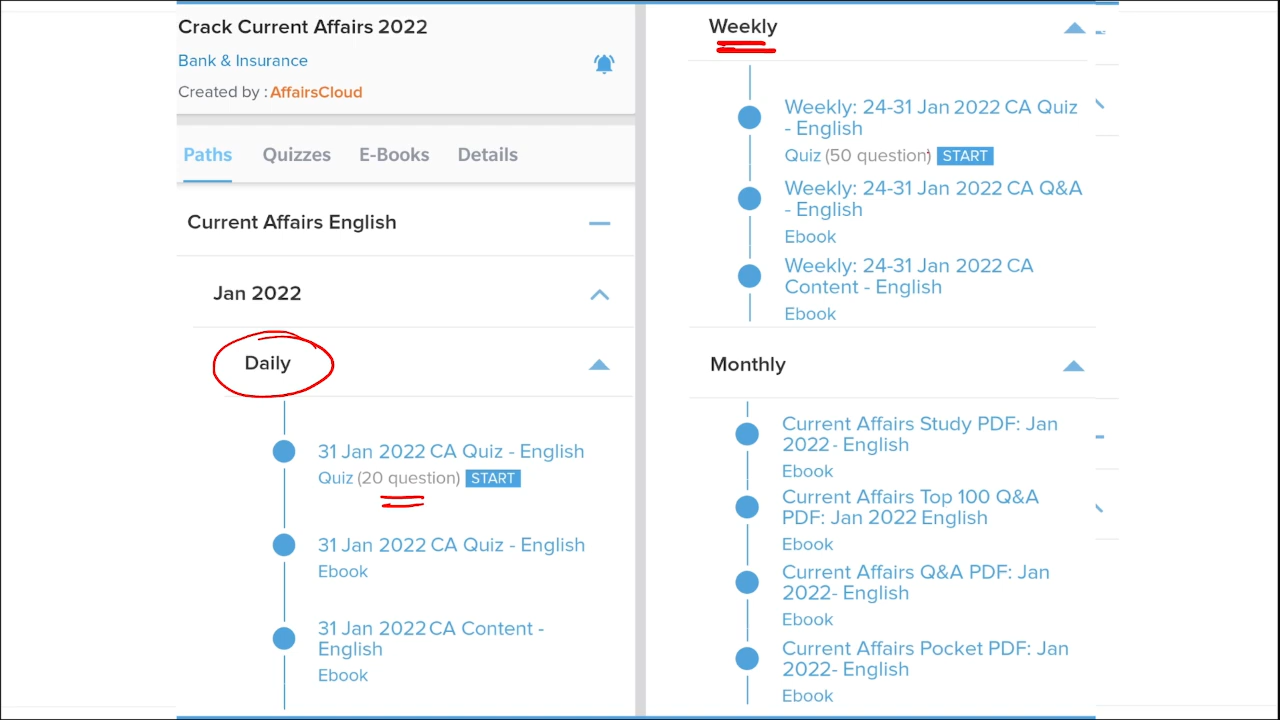 Crack Current Affairs 2022
Bank & Insurance
Created by : AffairsCloud
Paths Quizzes E-Books Details
Current Affairs English
Jan 2022
Daily
31 Jan 2022 CA Quiz - English
Quiz (20 question) START
31 Jan 2022 CA Quiz - English
Ebook
31 Jan 2022 CA Content -
English
Ebook
Weekly
Weekly: 24-31 Jan 2022 CA Quiz
- English
Quiz (50 question) START
Weekly: 24-31 Jan 2022 CA Q&A
- English
Ebook
Weekly: 24-31 Jan 2022 CA
Content - English
Ebook
Monthly
Current Affairs Study PDF: Jan
2022- English
Ebook
Current Affairs Top 100 Q&A
PDF: Jan 2022 English
Ebook
Current Affairs Q&A PDF: Jan
2022- English
Ebook
Current Affairs Pocket PDF: Jan
2022- English
Ebook